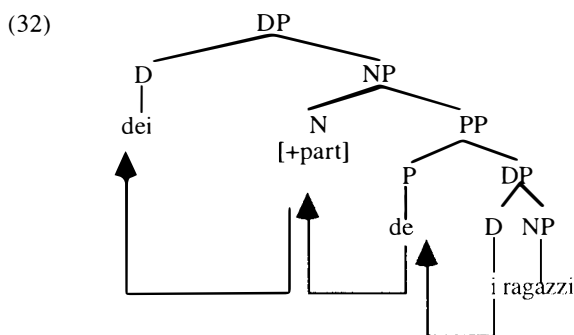 (32) DP
D NP
dei N PP
[+part] P DP
de D NP
i ragazzi